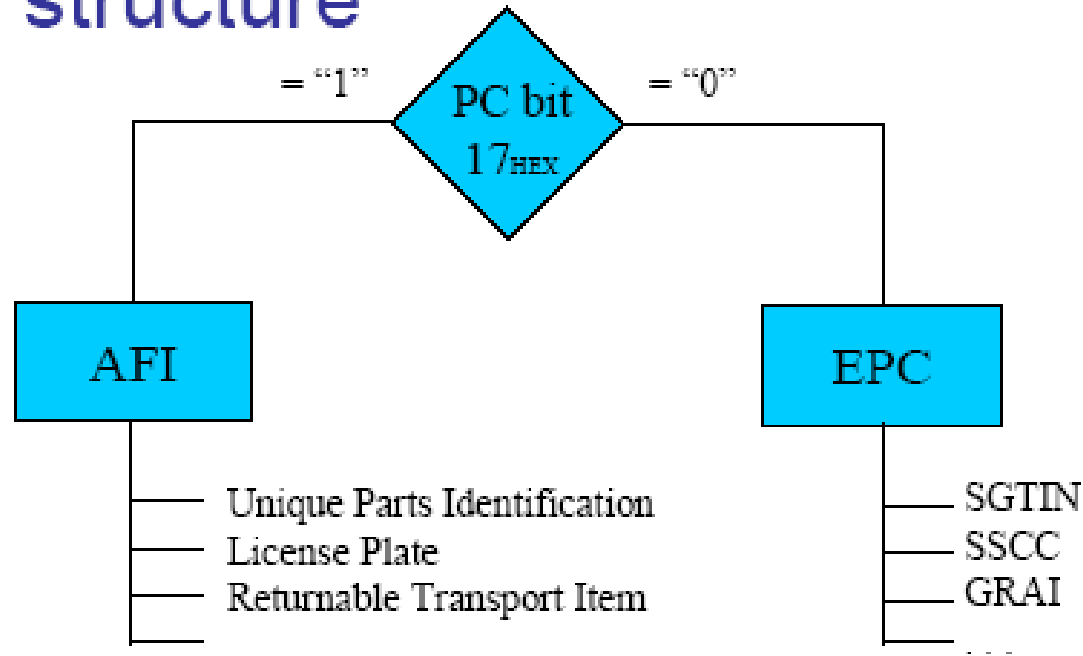 structure
= “1”
= “0”
PC bit
17HEX
AFI
EPC
Unique Parts Identification
License Plate
Returnable Transport Item
SGTIN
SSCC
GRAI